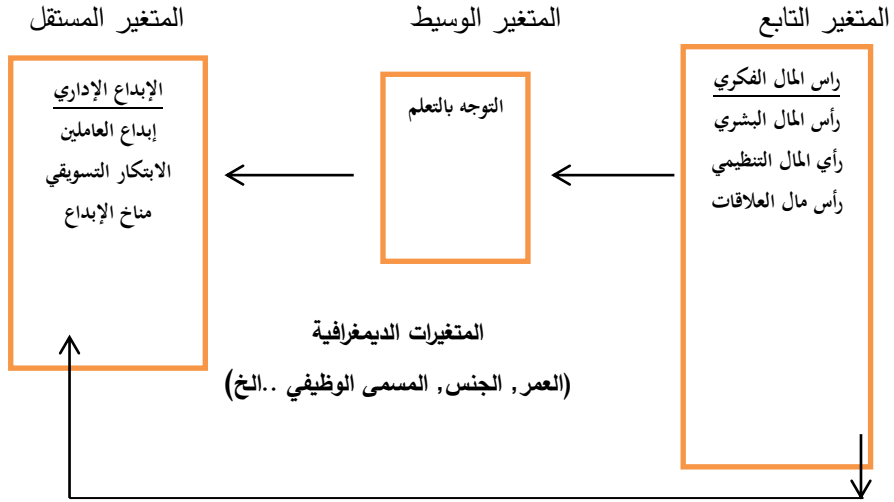 المتغير التابع
المتغير الوسيط
المتغير المستقل
راس المال الفكري
رأس المال البشري
رأي المال التنظيمي
رأس مال العلاقات
التوجه بالتعلم
الإبداع الإداري
إبداع العاملين
الابتكار التسويقي
مناخ الإبداع
المتغيرات الديمغرافية
(العمر, الجنس, المسمى الوظيفي ..الخ)